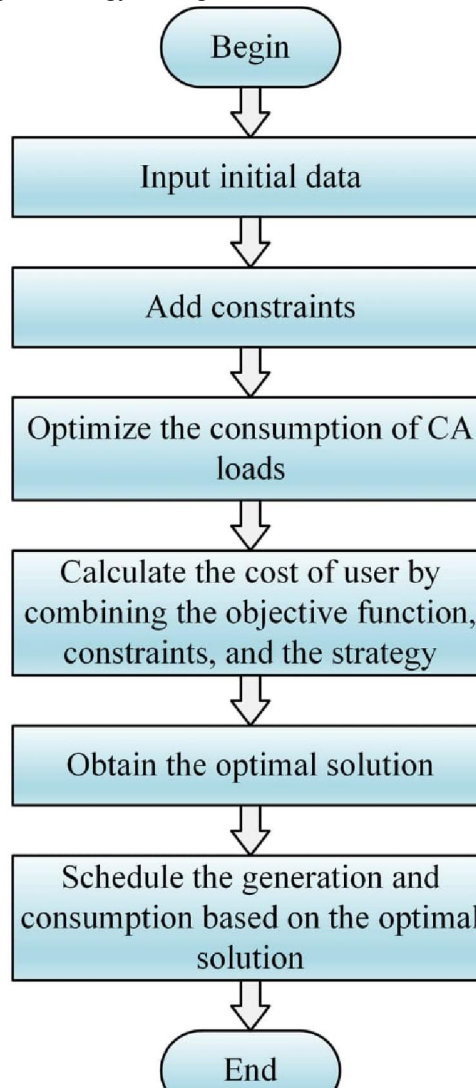 Begin
Input initial data
Add constraints
Optimize the consumption of CA
loads
Calculate the cost of user by
combining the objective function,
constraints, and the strategy
Obtain the optimal solution
Schedule the generation and
consumption based on the optimal
solution
End